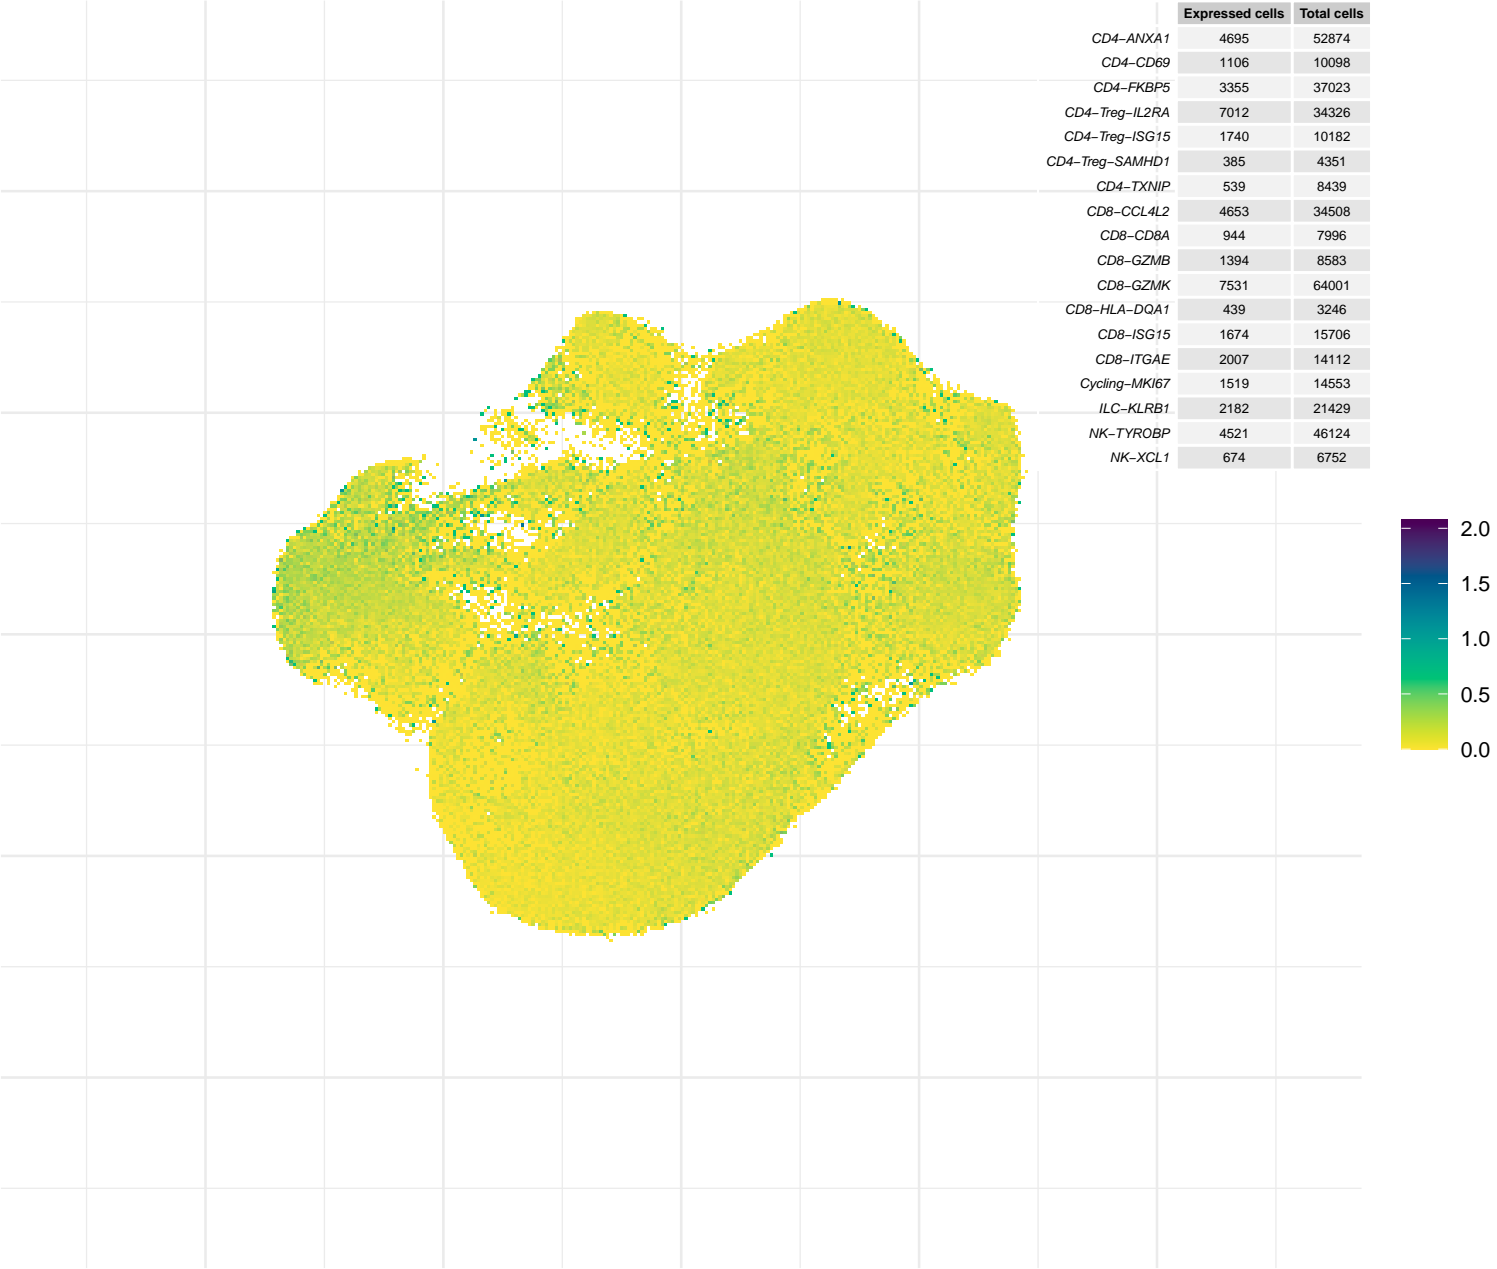 Expressed cells Total cells
CD4−ANXA1 4695 52874
CD4−CD69 1106 10098
CD4−FKBP5 3355 37023
CD4−Treg−IL2RA 7012 34326
CD4−Treg−ISG15 1740 10182
CD4−Treg−SAMHD1 385 4351
CD4−TXNIP 539 8439
CD8−CCL4L2 4653 34508
CD8−CD8A 944 7996
CD8−GZMB 1394 8583
CD8−GZMK 7531 64001
CD8−HLA−DQA1 439 3246
CD8−ISG15 1674 15706
CD8−ITGAE 2007 14112
Cycling−MKI67 1519 14553
ILC−KLRB1 2182 21429
NK−TYROBP 4521 46124
NK−XCL1 674 6752
2.0
1.5
1.0
0.5
0.0